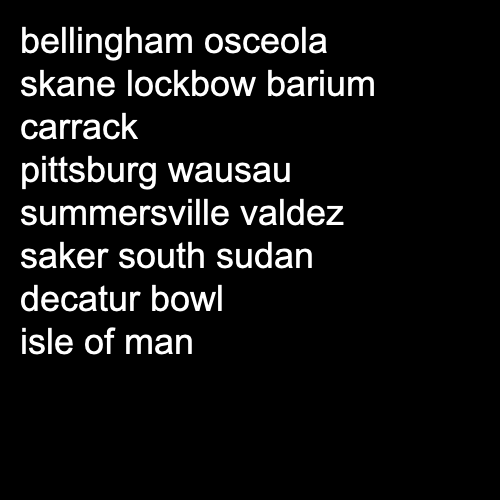 bellingham osceola
skane lockbow barium
carrack
pittsburg wausau
summersville valdez
saker south sudan
decatur bowl
isle of man